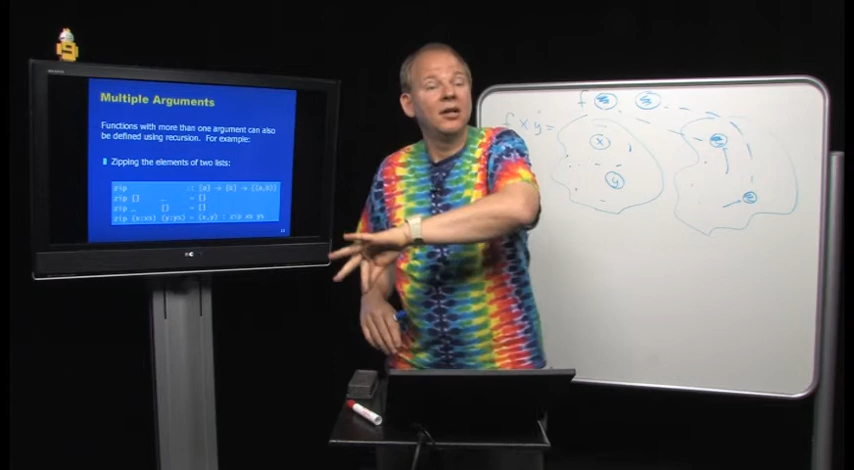 Multiple Arguments
Functions with more than one argument can also
be defined using recursion. For example:
Zipping the elements of two lists:
zip :: [a] → [b] → [(a,b)]
zip [] _ = []
zip _ [] = []
zip (x:xs) (y:ys) = (x,y) : zip xs ys
9
f
f x y =
x
y